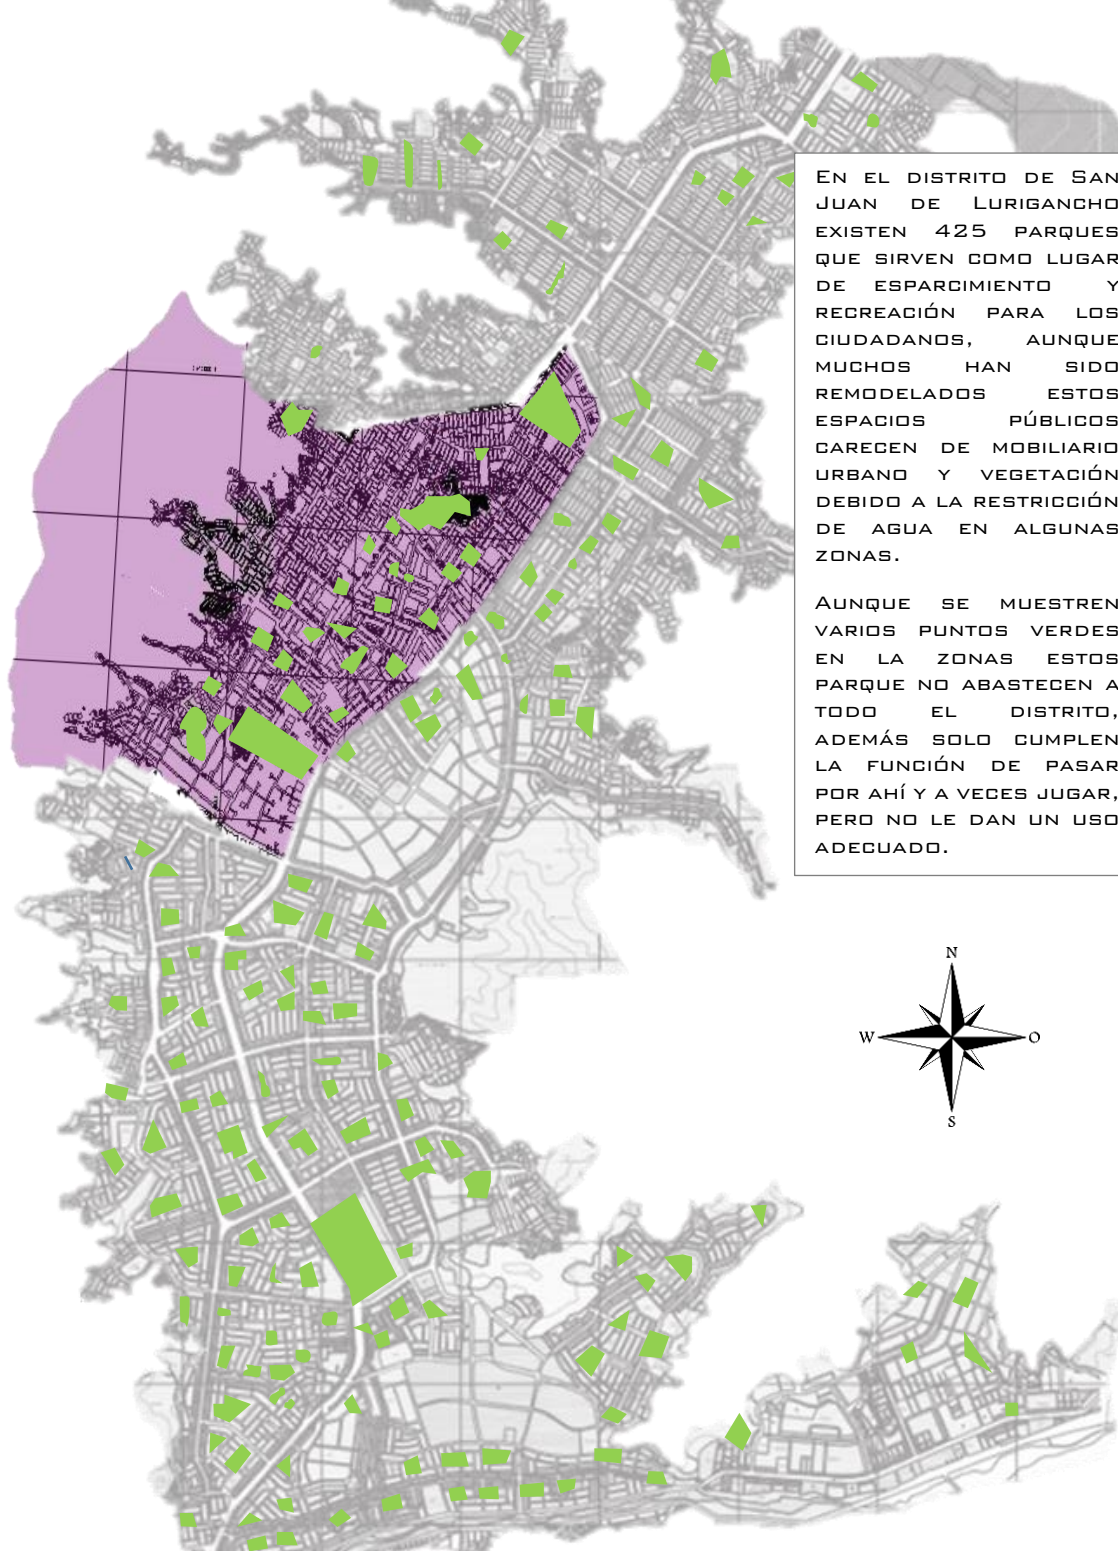 EN EL DISTRITO DE SAN
JUAN DE LURIGANCHO
EXISTEN 425 PARQUES
QUE SIRVEN COMO LUGAR
DE ESPARCIMIENTO Y
RECREACIÓN PARA LOS
CIUDADANOS, AUNQUE
MUCHOS HAN SIDO
REMODELADOS ESTOS
ESPACIOS PÚBLICOS
CARECEN DE MOBILIARIO
URBANO Y VEGETACIÓN
DEBIDO A LA RESTRICCIÓN
DE AGUA EN ALGUNAS
ZONAS.
AUNQUE SE MUESTREN
VARIOS PUNTOS VERDES
EN LA ZONAS ESTOS
PARQUE NO ABASTECEN A
TODO EL DISTRITO,
ADEMÁS SOLO CUMPLEN
LA FUNCIÓN DE PASAR
POR AHÍ Y A VECES JUGAR,
PERO NO LE DAN UN USO
ADECUADO.
N
W O
S